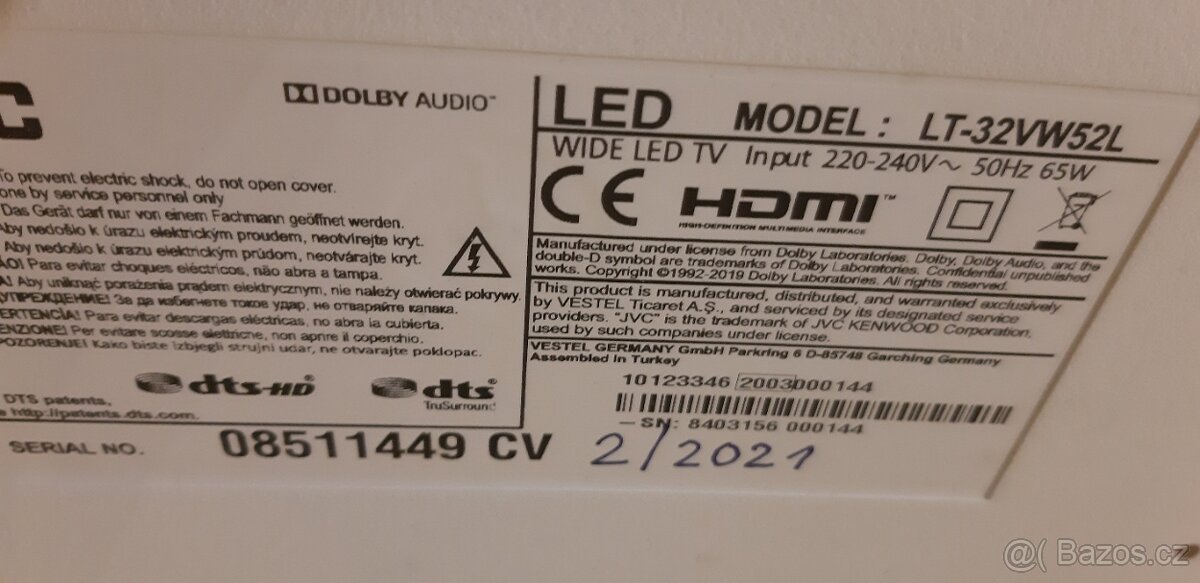 DOLBY AUDIO™
To prevent electric shock, do not open cover.
one by service personnel only
Das Gerät darf nur von einem Fachmann geöffnet werden.
Aby nedošlo k úrazu elektrickým proudem, neotvírejte kryt.
Aby nedošlo k úrazu elektrickým prúdom, neotvárajte kryt.
ÃO! Para evitar choques eléctricos, não abra a tampa.
A! Aby uniknąć porażenia prądem elektrycznym, nie należy otwierać pokrywy.
УПРЕЖДЕНИЕ! За да избегнете токов удар, не отваряйте капака.
ERTENCIA! Para evitar descargas eléctricas, no abra la cubierta.
ENZIONE! Per evitare scosse elettriche, non aprire il coperchio.
POZORENJE! Kako biste izbjegli strujni udar, ne otvarajte poklopac.
dts-HD®
dts®
TruSurround
DTS patents,
http://patents.dts.com.
SERIAL NO. 08511449 CV
LED MODEL : LT-32VW52L
WIDE LED TV Input 220-240V~ 50Hz 65W
CE HDMI™
HIGH-DEFINITION MULTIMEDIA INTERFACE
Manufactured under license from Dolby Laboratories. Dolby, Dolby Audio, and the
double-D symbol are trademarks of Dolby Laboratories. Confidential unpublished
works. Copyright ©1992-2019 Dolby Laboratories. All rights reserved.
This product is manufactured, distributed, and warranted exclusively
by VESTEL Ticaret A.Ş., and serviced by its designated service
providers. "JVC" is the trademark of JVC KENWOOD Corporation,
used by such companies under license.
VESTEL GERMANY GmbH Parkring 6 D-85748 Garching Germany
Assembled in Turkey
10123346 2003000144
SN: 8403156 000144
2/2021
@( Bazos.cz